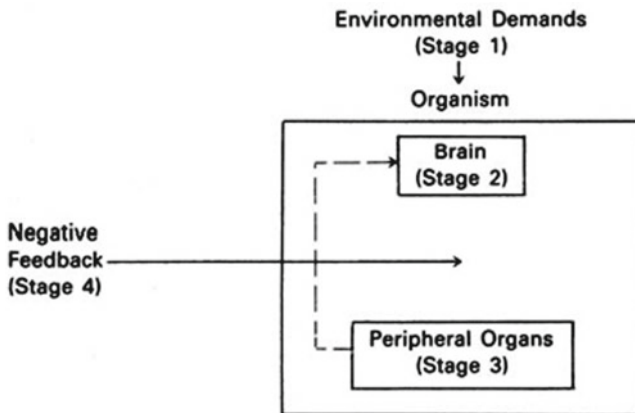 Environmental Demands
(Stage 1)
Organism
Brain
(Stage 2)
Negative
Feedback
(Stage 4)
Peripheral Organs
(Stage 3)